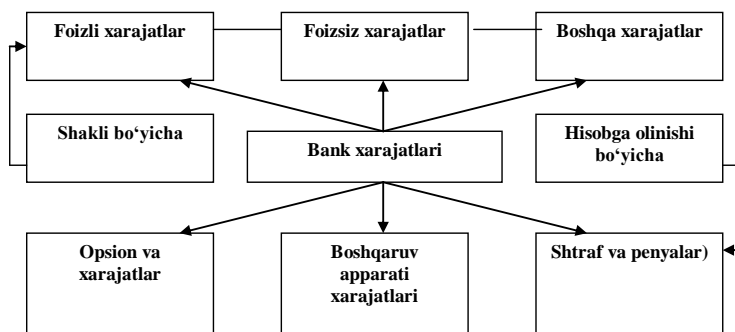 Foizli xarajatlar
Foizsiz xarajatlar
Boshqa xarajatlar
Shakli bo‘yicha
Bank xarajatlari
Hisobga olinishi
bo‘yicha
Opsion va
xarajatlar
Boshqaruv
apparati
xarajatlari
Shtraf va penyalar)